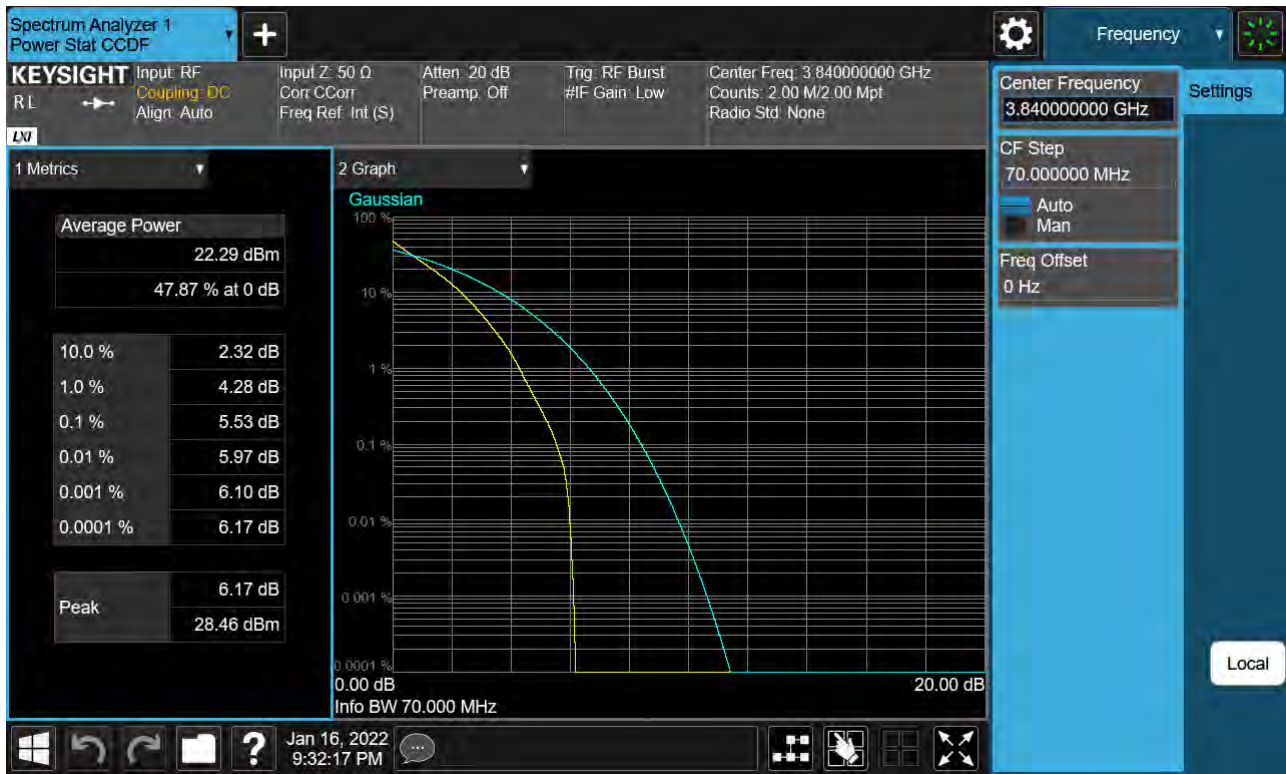 Spectrum Analyzer 1
Power Stat CCDF
+
Frequency
KEYSIGHT
RL
LXI
Input: RF
Coupling: DC
Align: Auto
Input Z: 50 Ω
Corr CCorr
Freq Ref: Int (S)
Atten: 20 dB
Preamp: Off
Trig: RF Burst
#IF Gain: Low
Center Freq: 3.840000000 GHz
Counts: 2.00 M/2.00 Mpt
Radio Std: None
Center Frequency
3.840000000 GHz
Settings
CF Step
70.000000 MHz
Auto
Man
Freq Offset
0 Hz
1 Metrics
Average Power
22.29 dBm
47.87 % at 0 dB
10.0 % 2.32 dB
1.0 % 4.28 dB
0.1 % 5.53 dB
0.01 % 5.97 dB
0.001 % 6.10 dB
0.0001 % 6.17 dB
Peak 6.17 dB
28.46 dBm
2 Graph
Gaussian
100 %
10 %
1 %
0.1 %
0.01 %
0.001 %
0.0001 %
0.00 dB 20.00 dB
Info BW 70.000 MHz
Local
?
Jan 16, 2022
9:32:17 PM